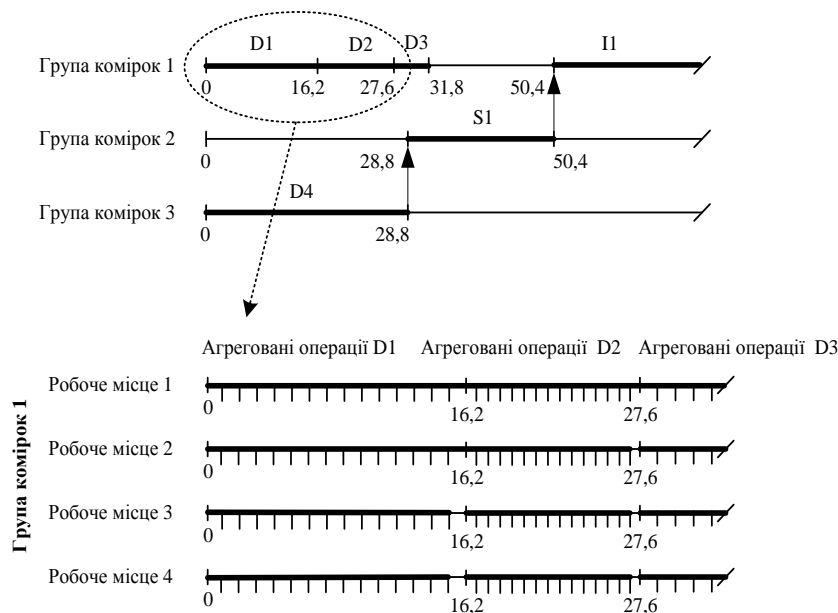 D1 D2 D3 I1
Група комірок 1
0 16,2 27,6 31,8 50,4
S1
Група комірок 2
0 28,8 50,4
D4
Група комірок 3
0 28,8
Агреговані операції D1 Агреговані операції D2 Агреговані операції D3
Робоче місце 1
0 16,2 27,6
Робоче місце 2
0 16,2 27,6
Робоче місце 3
0 16,2 27,6
Робоче місце 4
0 16,2 27,6
Група комірок 1